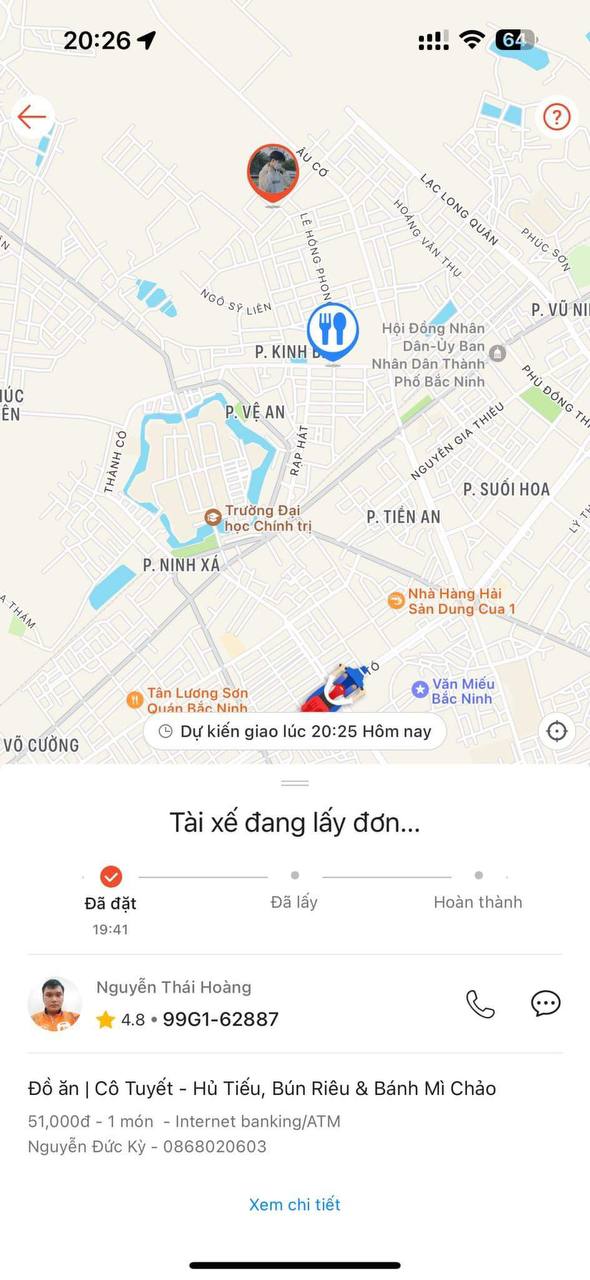 20:26
64
ÂU CƠ
LẠC LONG QUÂN
HOÀNG VĂN THỤ
PHÚC SƠN
LÊ HỒNG PHON
NGÔ SỸ LIÊN
P. VŨ NI
P. KINH B
Hội Đồng Nhân
Dân-Ủy Ban
Nhân Dân Thành
Phố Bắc Ninh
PHÙ ĐỔNG TH
ÚC
ÊN
P. VỆ AN
THÀNH CỔ
RẠP HÁT
NGUYỄN GIA THIỀU
P. SUỐI HOA
LÝ T
Trường Đại
học Chính trị
P. TIỀN AN
P. NINH XÁ
A THÁM
Nhà Hàng Hải
Sản Dung Cua 1
Tân Lương Sơn
Quán Bắc Ninh
Văn Miếu
Bắc Ninh
VÕ CƯỜNG
Dự kiến giao lúc 20:25 Hôm nay
Tài xế đang lấy đơn...
Đã đặt
Đã lấy
Hoàn thành
19:41
Nguyễn Thái Hoàng
4.8 • 99G1-62887
Đồ ăn | Cô Tuyết - Hủ Tiếu, Bún Riêu & Bánh Mì Chảo
51,000đ - 1 món - Internet banking/ATM
Nguyễn Đức Kỳ - 0868020603
Xem chi tiết